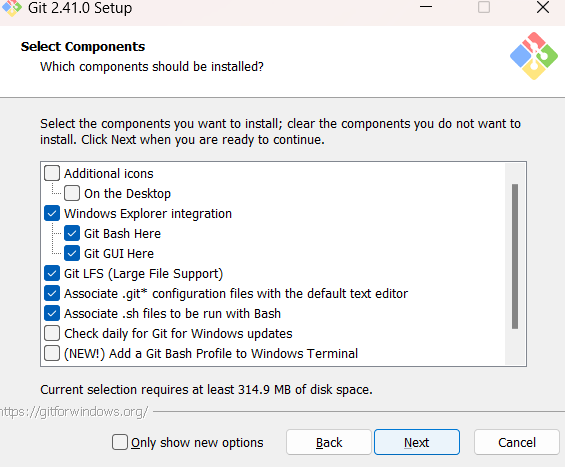 Git 2.41.0 Setup
Select Components
Which components should be installed?
Select the components you want to install; clear the components you do not want to
install. Click Next when you are ready to continue.
Additional icons
On the Desktop
Windows Explorer integration
Git Bash Here
Git GUI Here
Git LFS (Large File Support)
Associate .git* configuration files with the default text editor
Associate .sh files to be run with Bash
Check daily for Git for Windows updates
(NEW!) Add a Git Bash Profile to Windows Terminal
Current selection requires at least 314.9 MB of disk space.
https://gitforwindows.org/
Only show new options
Back
Next
Cancel